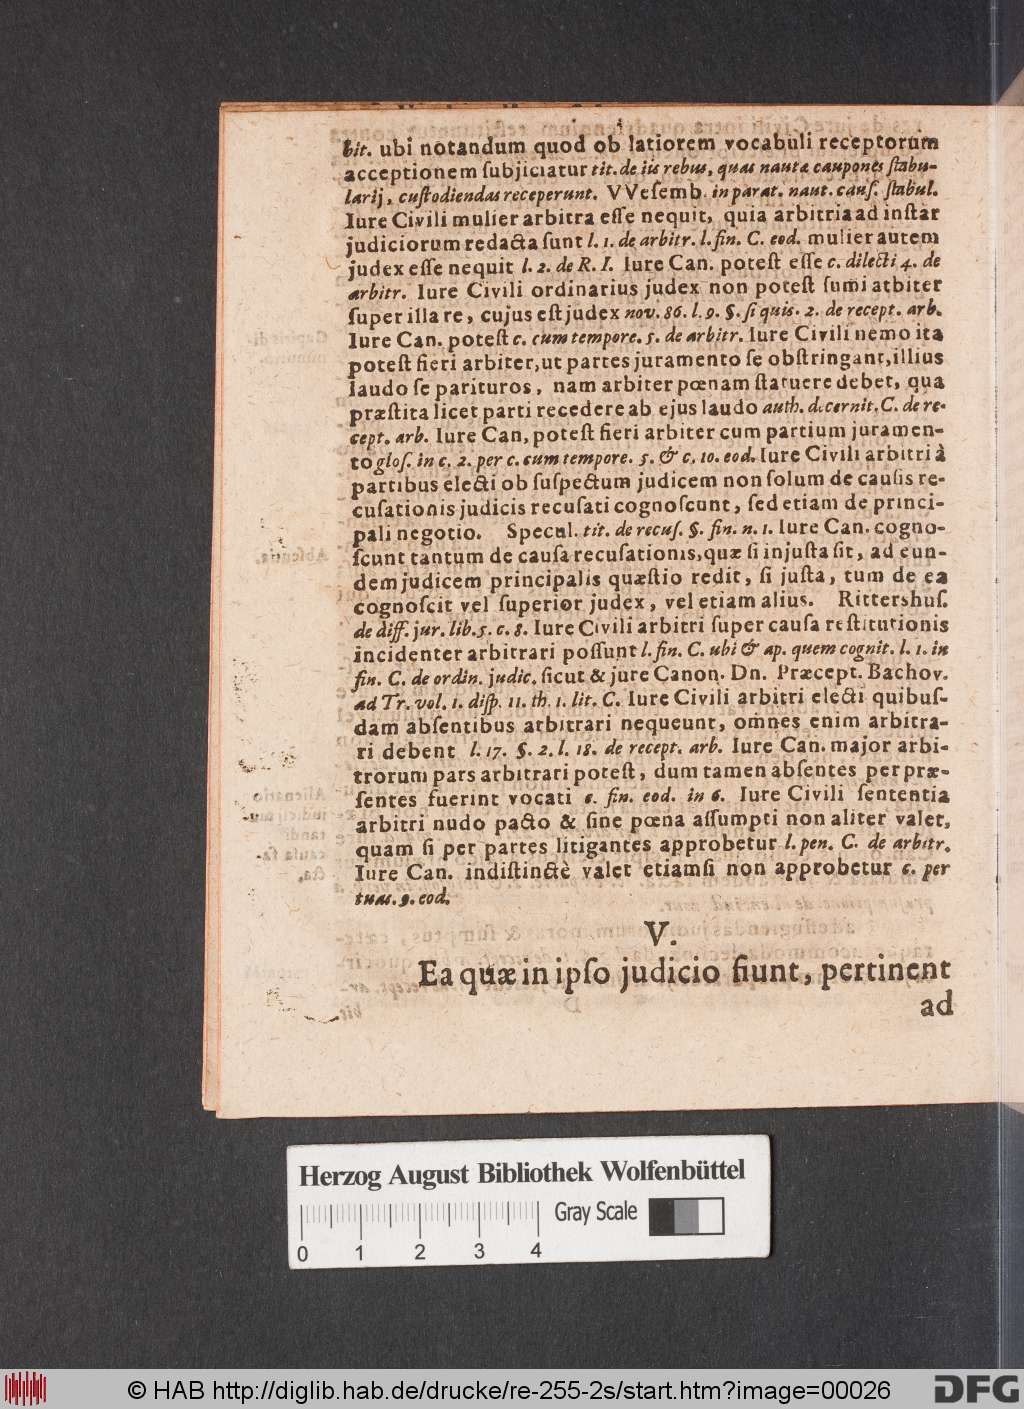 bit. ubi notandum quod ob latiorem vocabuli receptorum
acceptionem ſubjiciatur tit. de iis rebus, quas nautæ caupones ſtabu-
larij, cuſtodiendas receperunt. VVeſemb. in parat. naut. cauſ. ſtabul.
Iure Civili mulier arbitra eſſe nequit, quia arbitria ad inſtar
judiciorum redacta ſunt l. 1. de arbitr. l. fin. C. eod. mulier autem
judex eſſe nequit l. 2. de R. I. Iure Can. poteſt eſſe c. dilecti 4. de
arbitr. Iure Civili ordinarius judex non poteſt ſumi atbiter
ſuper illa re, cujus eſt judex nov. 86. l. 9. §. ſi quis. 2. de recept. arb.
Iure Can. poteſt c. cum tempore. 5. de arbitr. Iure Civili nemo ita
poteſt fieri arbiter, ut partes juramento ſe obſtringant, illius
laudo ſe parituros, nam arbiter pœnam ſtatuere debet, qua
præſtita licet parti recedere ab ejus laudo auth. decernit. C. de re-
cept. arb. Iure Can, poteſt fieri arbiter cum partium juramen-
to gloſ. in c. 2. per c. cum tempore. 5. & c. 10. eod. Iure Civili arbitri à
partibus electi ob ſuſpectum judicem non ſolum de cauſis re-
cuſationis judicis recuſati cognoſcunt, ſed etiam de princi-
pali negotio. Specul. tit. de recuſ. §. fin. n. 1. Iure Can. cogno-
ſcunt tantum de cauſa recuſationis, quæ ſi injuſta ſit, ad eun-
dem judicem principalis quæſtio redit, ſi juſta, tum de ea
cognoſcit vel ſuperior judex, vel etiam alius. Rittershuſ.
de diff. jur. lib. 5. c. 8. Iure Civili arbitri ſuper cauſa reſtitutionis
incidenter arbitrari poſſunt l. fin. C. ubi & ap. quem cognit. l. 1. in
fin. C. de ordin. judic. ſicut & jure Canon. Dn. Præcept. Bachov.
ad Tr. vol. 1. diſp. 11. th. 1. lit. C. Iure Civili arbitri electi quibuſ-
dam abſentibus arbitrari nequeunt, omnes enim arbitra-
ri debent l. 17. §. 2. l. 18. de recept. arb. Iure Can. major arbi-
trorum pars arbitrari poteſt, dum tamen abſentes per præ-
ſentes fuerint vocati c. fin. eod. in 6. Iure Civili ſententia
arbitri nudo pacto & ſine pœna aſſumpti non aliter valet,
quam ſi per partes litigantes approbetur l. pen. C. de arbitr.
Iure Can. indiſtinctè valet etiamſi non approbetur c. per
tuas. 9. eod.
V.
Ea quæ in ipſo judicio fiunt, pertinent
ad
Herzog August Bibliothek Wolfenbüttel
Gray Scale
0 1 2 3 4
© HAB http://diglib.hab.de/drucke/re-255-2s/start.htm?image=00026
DFG